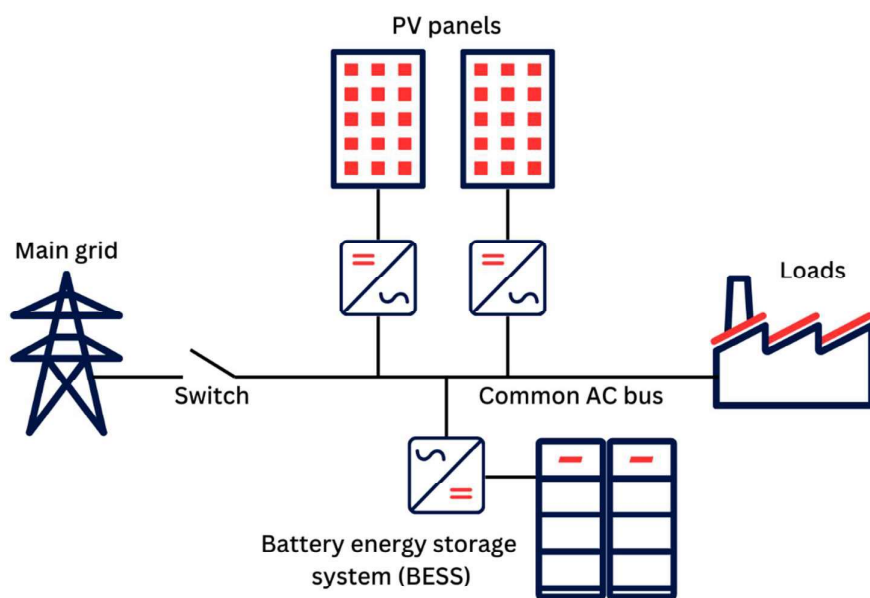 PV panels
Main grid
Loads
Switch
Common AC bus
Battery energy storage
system (BESS)